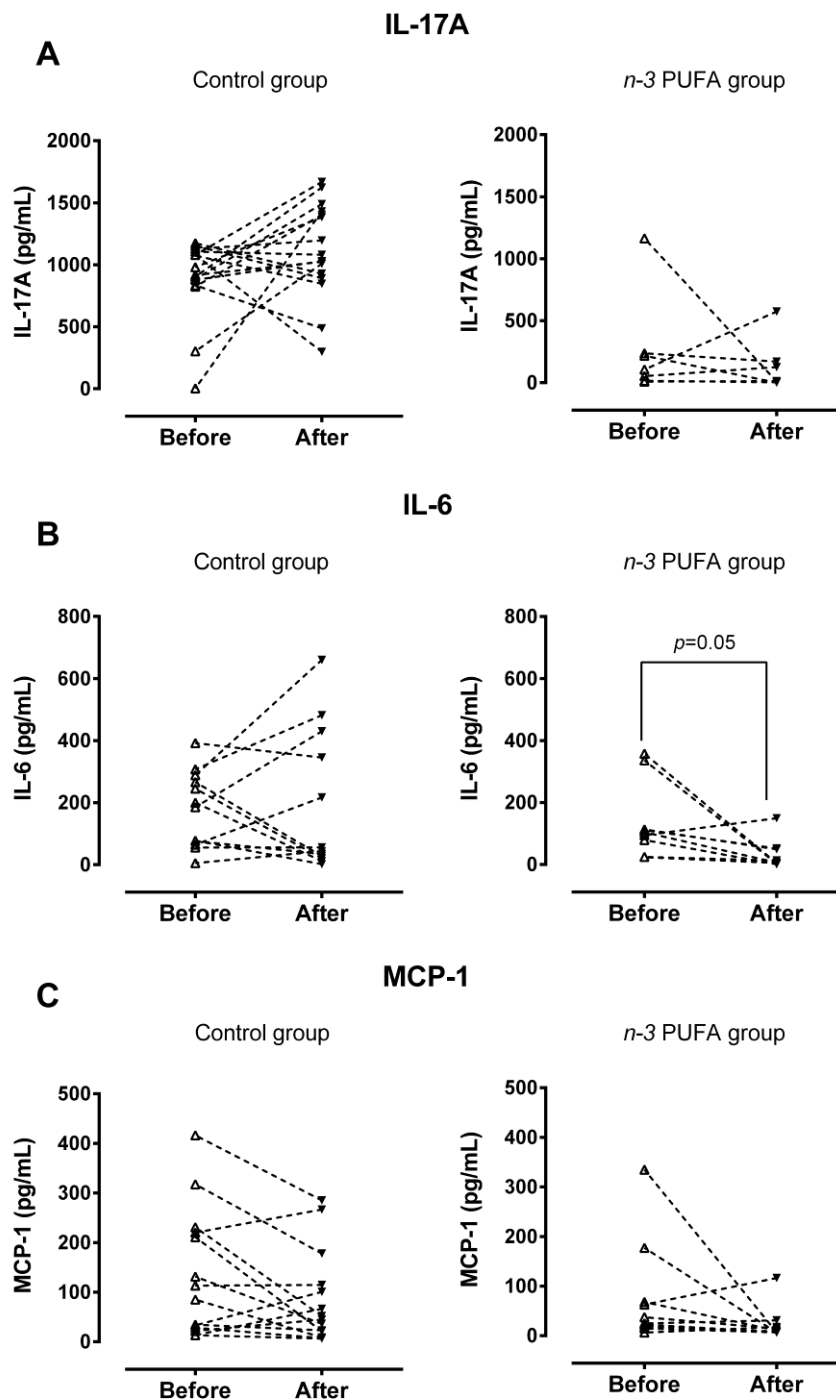 IL-17A
A
Control group
n-3 PUFA group
IL-17A (pg/mL)
2000
1500
1000
500
0
Before After
IL-17A (pg/mL)
2000
1500
1000
500
0
Before After
IL-6
B
Control group
n-3 PUFA group
IL-6 (pg/mL)
800
600
400
200
0
Before After
IL-6 (pg/mL)
800
600
400
200
0
p=0.05
Before After
MCP-1
C
Control group
n-3 PUFA group
MCP-1 (pg/mL)
500
400
300
200
100
0
Before After
MCP-1 (pg/mL)
500
400
300
200
100
0
Before After